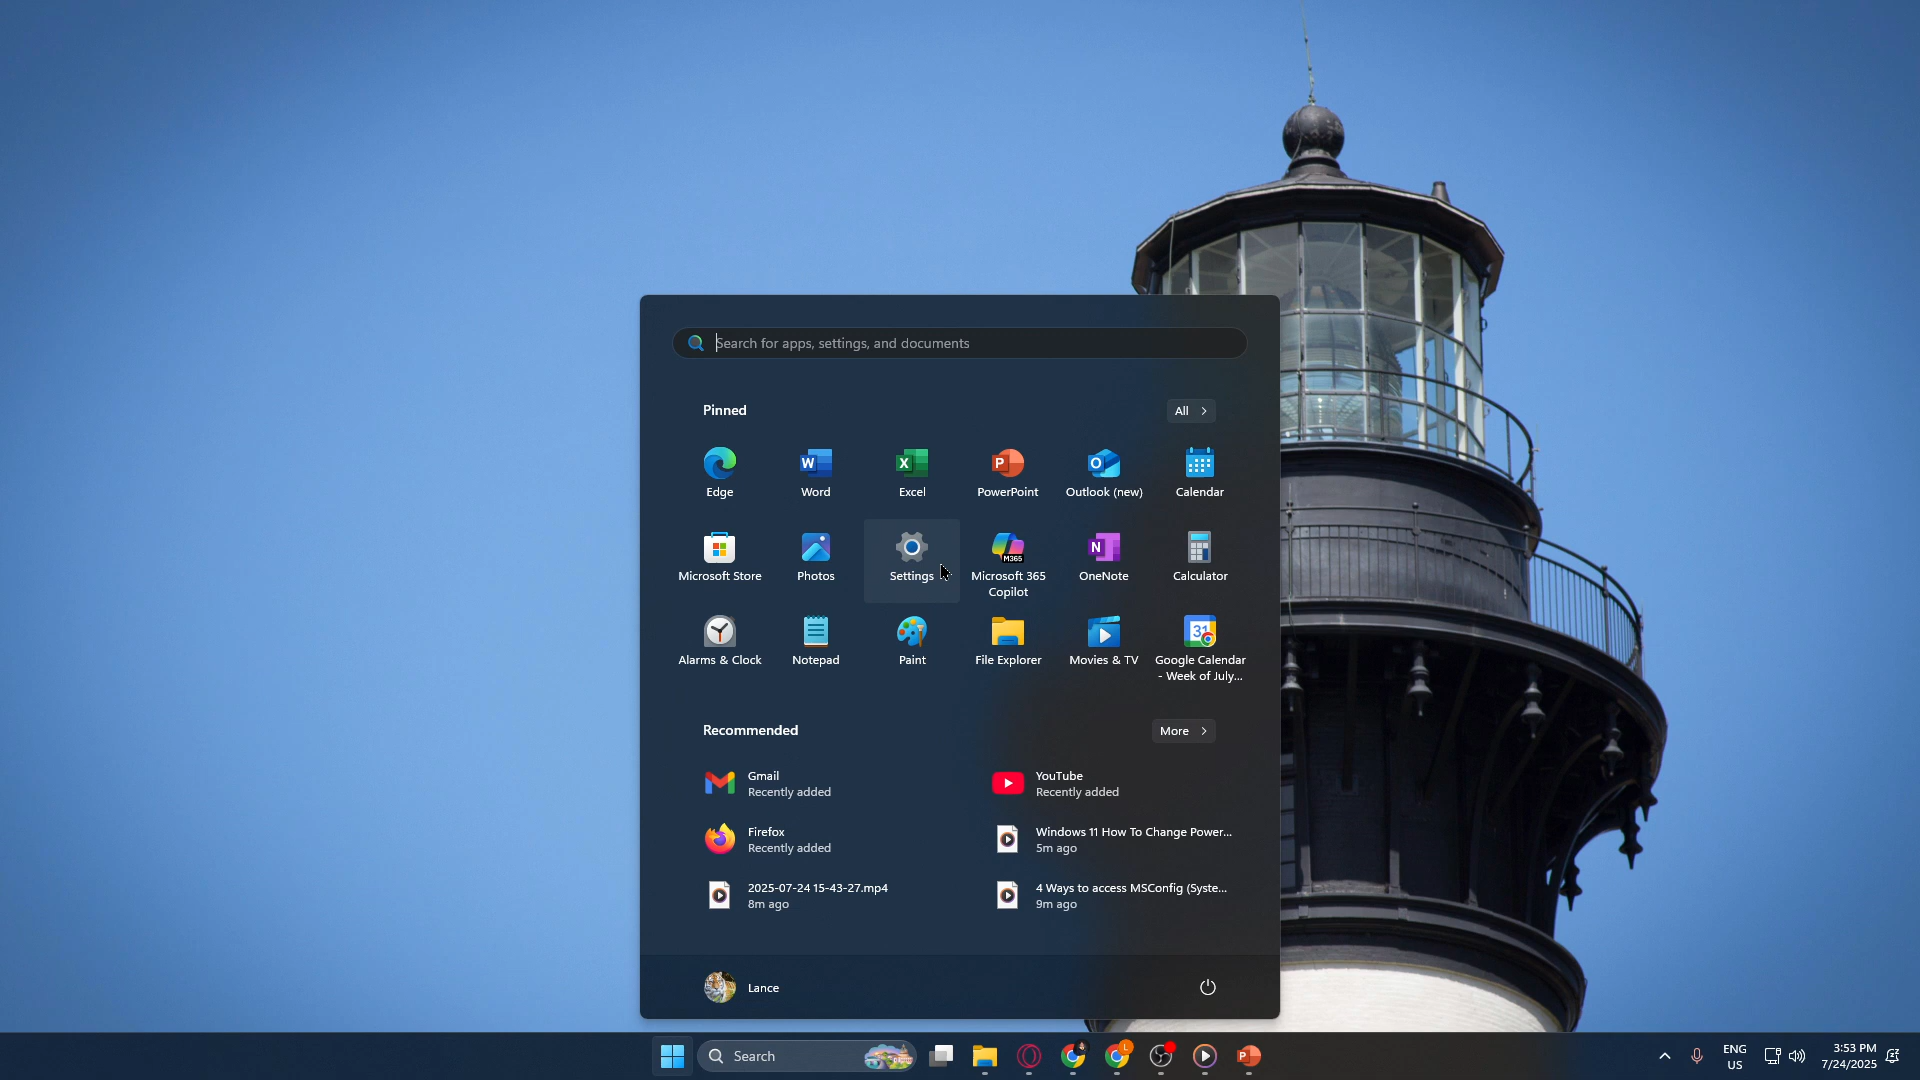 Search for apps, settings, and documents
Pinned
All
Edge
Word
Excel
PowerPoint
Outlook (new)
Calendar
Microsoft Store
Photos
Settings
Microsoft 365
Copilot
OneNote
Calculator
Alarms & Clock
Notepad
Paint
File Explorer
Movies & TV
Google Calendar
- Week of July...
Recommended
More
Gmail
Recently added
YouTube
Recently added
Firefox
Recently added
Windows 11 How To Change Power...
5m ago
2025-07-24 15-43-27.mp4
8m ago
4 Ways to access MSConfig (Syste...
9m ago
Lance
Search
ENG
US
3:53 PM
7/24/2025